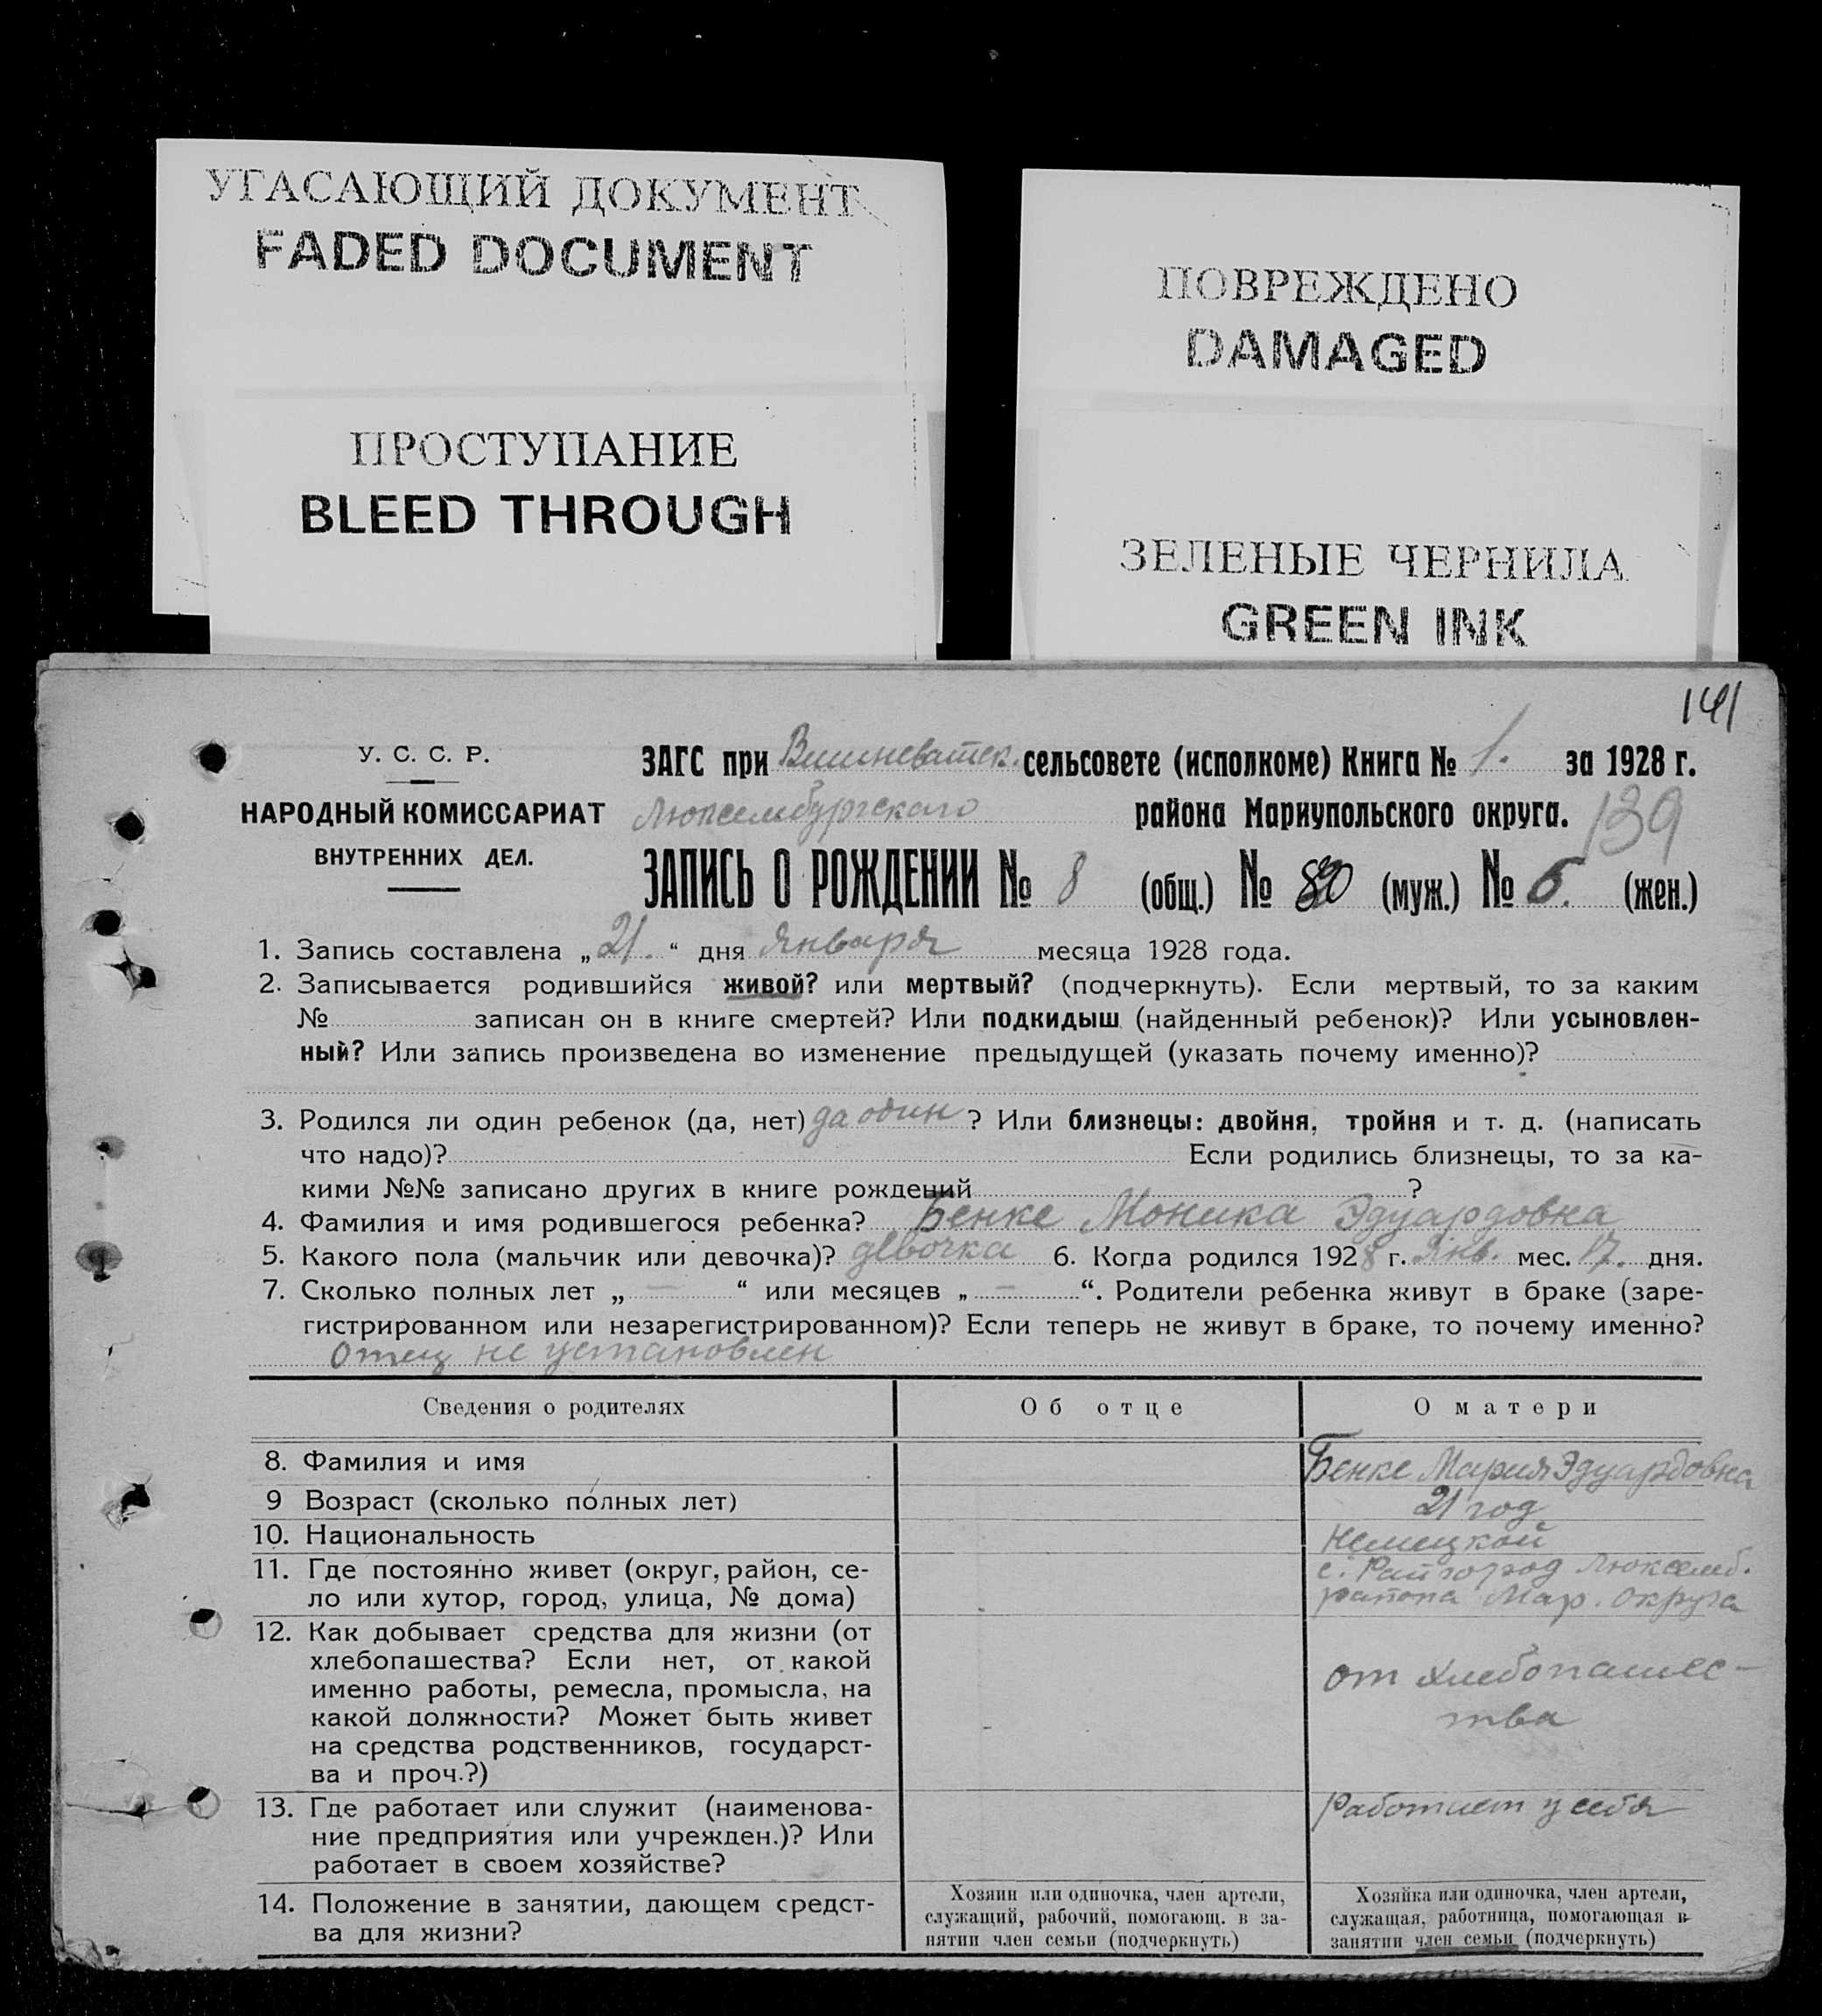 УГАСАЮЩИЙ ДОКУМЕНТ
FADED DOCUMENT
ПРОСТУПАНИЕ
BLEED THROUGH
ПОВРЕЖДЕНО
DAMAGED
ЗЕЛЕНЫЕ ЧЕРНИЛА
GREEN INK
141
У. С. С. Р.
НАРОДНЫЙ КОМИССАРИАТ
ВНУТРЕННИХ ДЕЛ.
ЗАГС при Вишневатск. сельсовете (исполкоме) Книга № 1. за 1928 г.
Люксембургского района Мариупольского округа. 139
ЗАПИСЬ О РОЖДЕНИИ № 8 (общ.) № (муж.) № 6. (жен.)
1. Запись составлена „21.“ дня Января месяца 1928 года.
2. Записывается родившийся живой? или мертвый? (подчеркнуть). Если мертвый, то за каким
№ записан он в книге смертей? Или подкидыш (найденный ребенок)? Или усыновлен-
ный? Или запись произведена во изменение предыдущей (указать почему именно)?
3. Родился ли один ребенок (да, нет) да один ? Или близнецы: двойня, тройня и т. д. (написать
что надо)? Если родились близнецы, то за ка-
кими №№ записано других в книге рождений ?
4. Фамилия и имя родившегося ребенка? Бенке Моника Эдуардовна
5. Какого пола (мальчик или девочка)? девочка 6. Когда родился 1928 г. Янв. мес. 17. дня.
7. Сколько полных лет „ — “ или месяцев „ — “. Родители ребенка живут в браке (заре-
гистрированном или незарегистрированном)? Если теперь не живут в браке, то почему именно?
Отец не установлен
Сведения о родителях Об отце О матери
8. Фамилия и имя Бенке Мария Эдуардовна
9 Возраст (сколько полных лет) 21 год
10. Национальность Немецкой
11. Где постоянно живет (округ, район, се- с. Райгород Люксемб.
ло или хутор, город, улица, № дома) района Мар. Округа
12. Как добывает средства для жизни (от
хлебопашества? Если нет, от какой
именно работы, ремесла, промысла, на от хлебопашес-
какой должности? Может быть живет тва
на средства родственников, государст-
ва и проч.?)
13. Где работает или служит (наименова- Работает у себя
ние предприятия или учрежден.)? Или
работает в своем хозяйстве?
14. Положение в занятии, дающем средст-
ва для жизни?
Хозяин или одиночка, член артели,
служащий, рабочий, помогающ. в за-
нятии член семьи (подчеркнуть)
Хозяйка или одиночка, член артели,
служащая, работница, помогающая в
занятии член семьи (подчеркнуть)